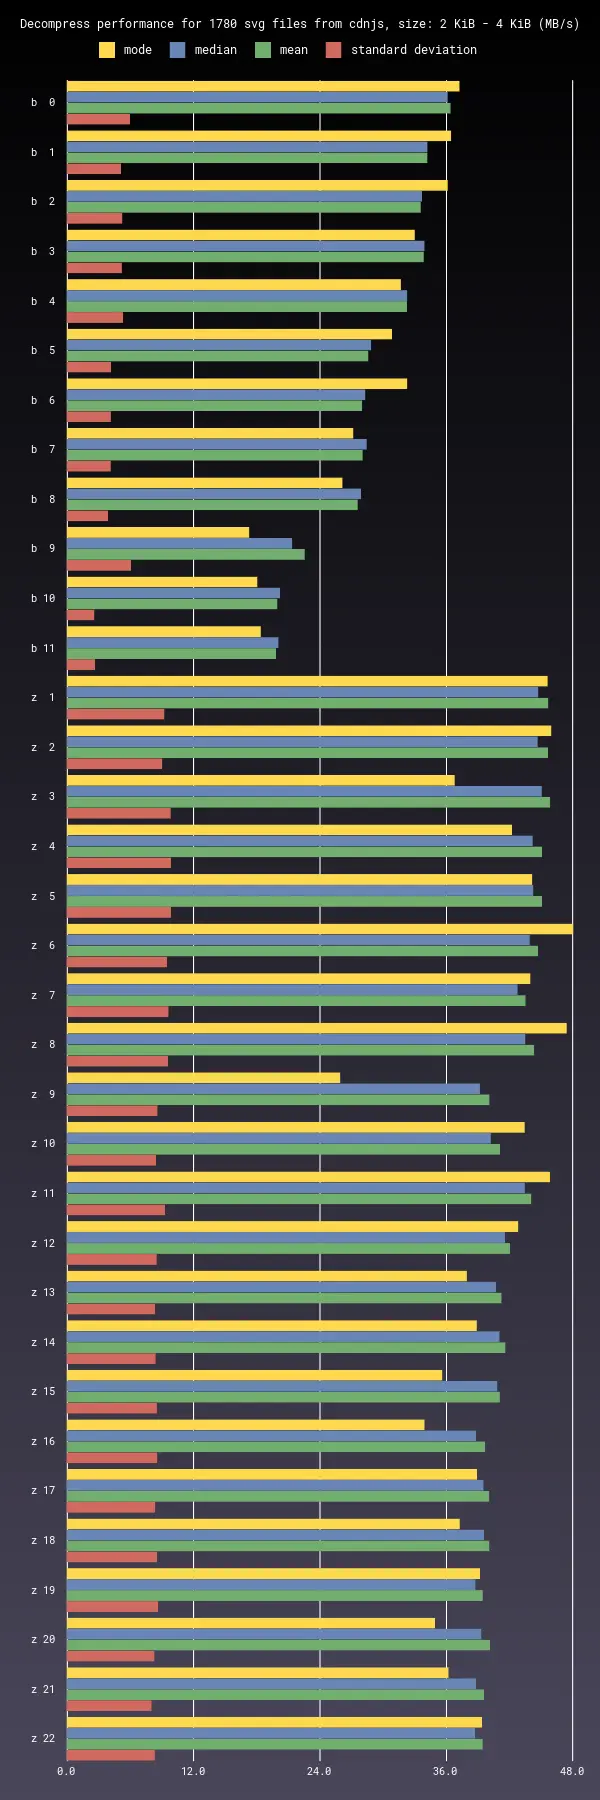 Decompress performance for 1780 svg files from cdnjs, size: 2 KiB - 4 KiB (MB/s)
mode median mean standard deviation
b 0
b 1
b 2
b 3
b 4
b 5
b 6
b 7
b 8
b 9
b 10
b 11
z 1
z 2
z 3
z 4
z 5
z 6
z 7
z 8
z 9
z 10
z 11
z 12
z 13
z 14
z 15
z 16
z 17
z 18
z 19
z 20
z 21
z 22
0.0 12.0 24.0 36.0 48.0